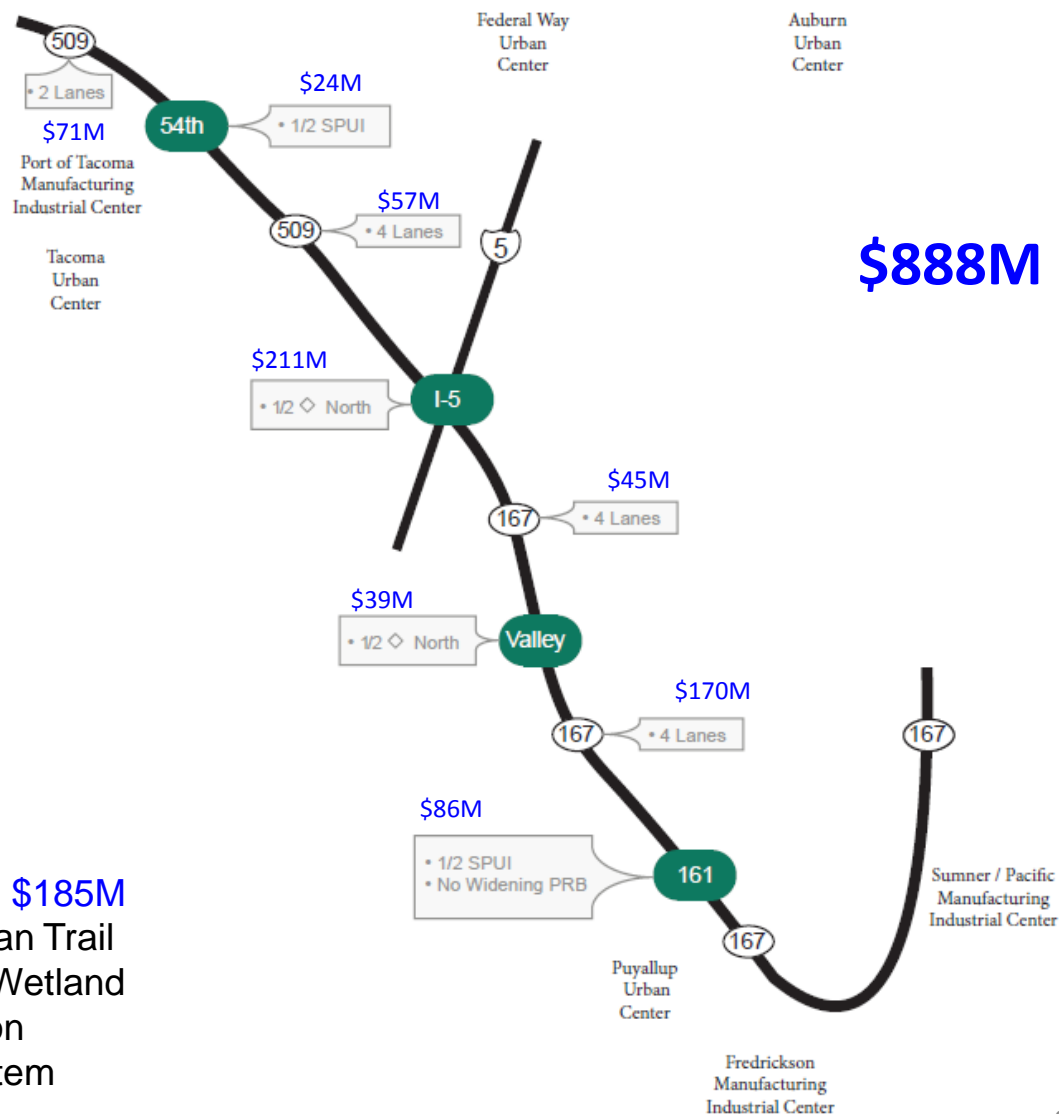 Federal Way
Urban
Center
Auburn
Urban
Center
509
• 2 Lanes
$71M
Port of Tacoma
Manufacturing
Industrial Center
Tacoma
Urban
Center
54th
$24M
• 1/2 SPUI
$57M
509
• 4 Lanes
5
$888M
$211M
• 1/2 ◇ North
I-5
$45M
167
• 4 Lanes
$39M
• 1/2 ◇ North
Valley
$170M
167
• 4 Lanes
167
$86M
• 1/2 SPUI
• No Widening PRB
161
Sumner / Pacific
Manufacturing
Industrial Center
167
Puyallup
Urban
Center
Fredrickson
Manufacturing
Industrial Center
$185M
an Trail
Wetland
on
tem